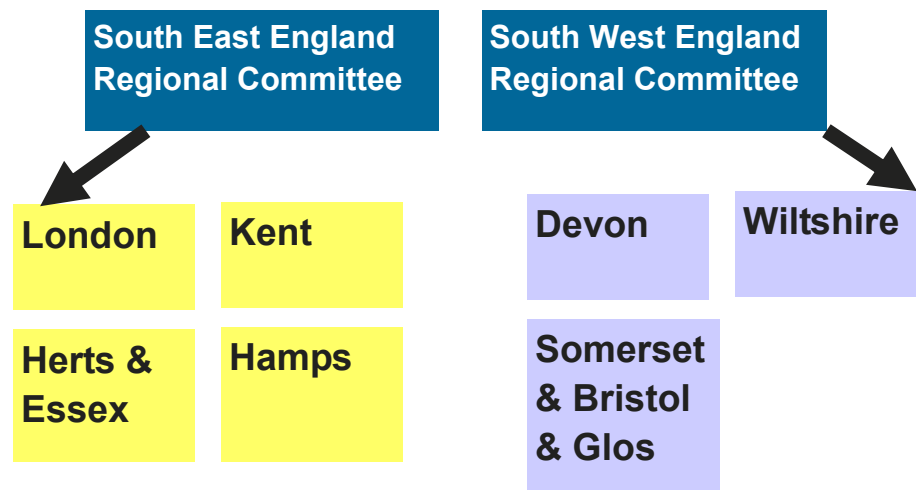 South East England
Regional Committee
South West England
Regional Committee
London
Kent
Herts &
Essex
Hamps
Devon
Wiltshire
Somerset
& Bristol
& Glos